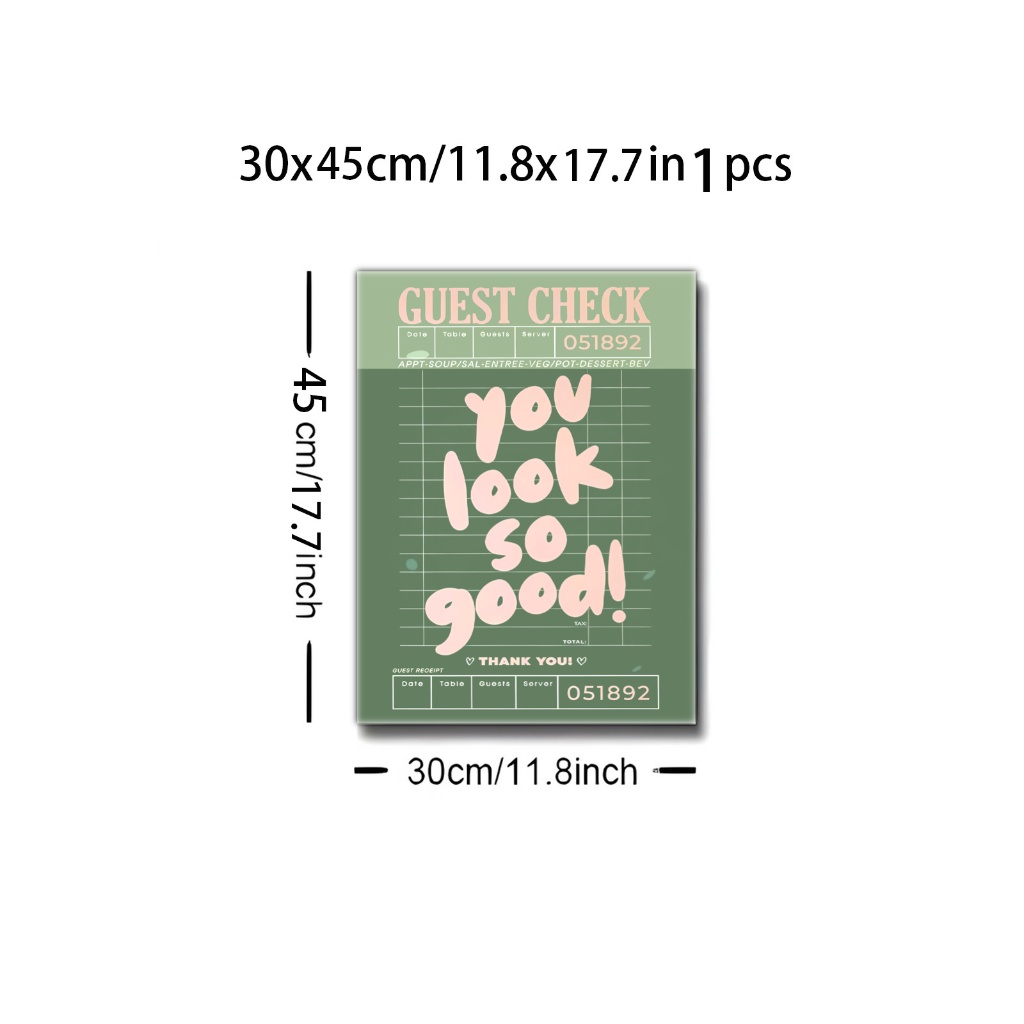 30x45cm/11.8x17.7in 1 pcs
GUEST CHECK
Date Table Guests Server 051892
APPT-SOUP/SAL-ENTREE-VEG/POT-DESSERT-BEV
you
look
so
good!
TAX:
TOTAL:
♡ THANK YOU! ♡
GUEST RECEIPT
Date Table Guests Server 051892
45 cm/17.7inch
30cm/11.8inch